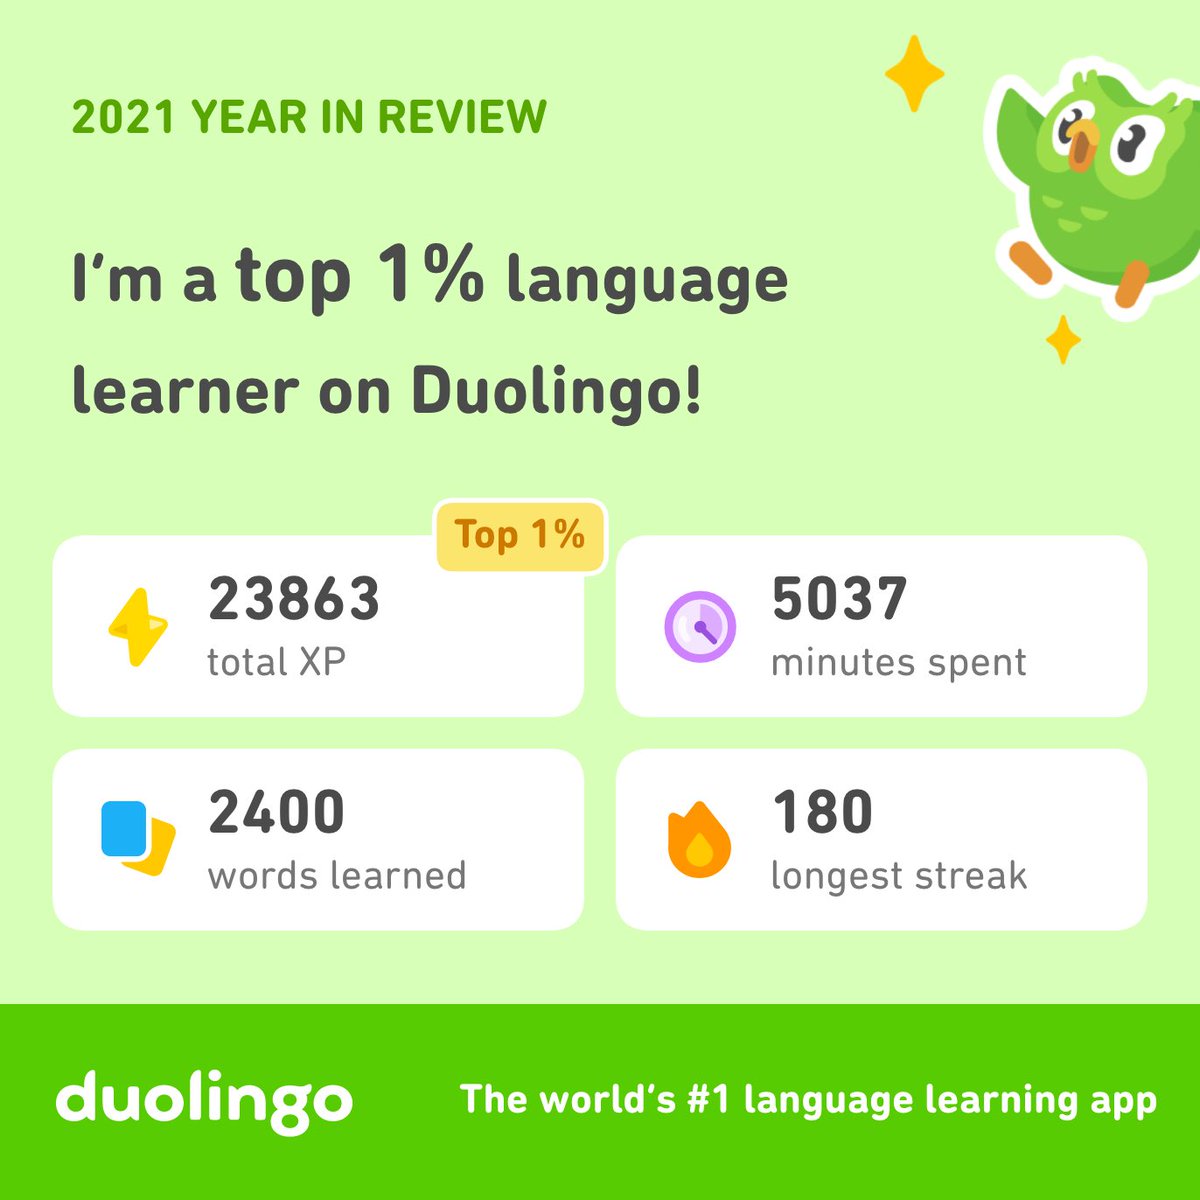 2021 YEAR IN REVIEW
I'm a top 1% language
learner on Duolingo!
Top 1%
23863
total XP
5037
minutes spent
2400
words learned
180
longest streak
duolingo
The world's #1 language learning app